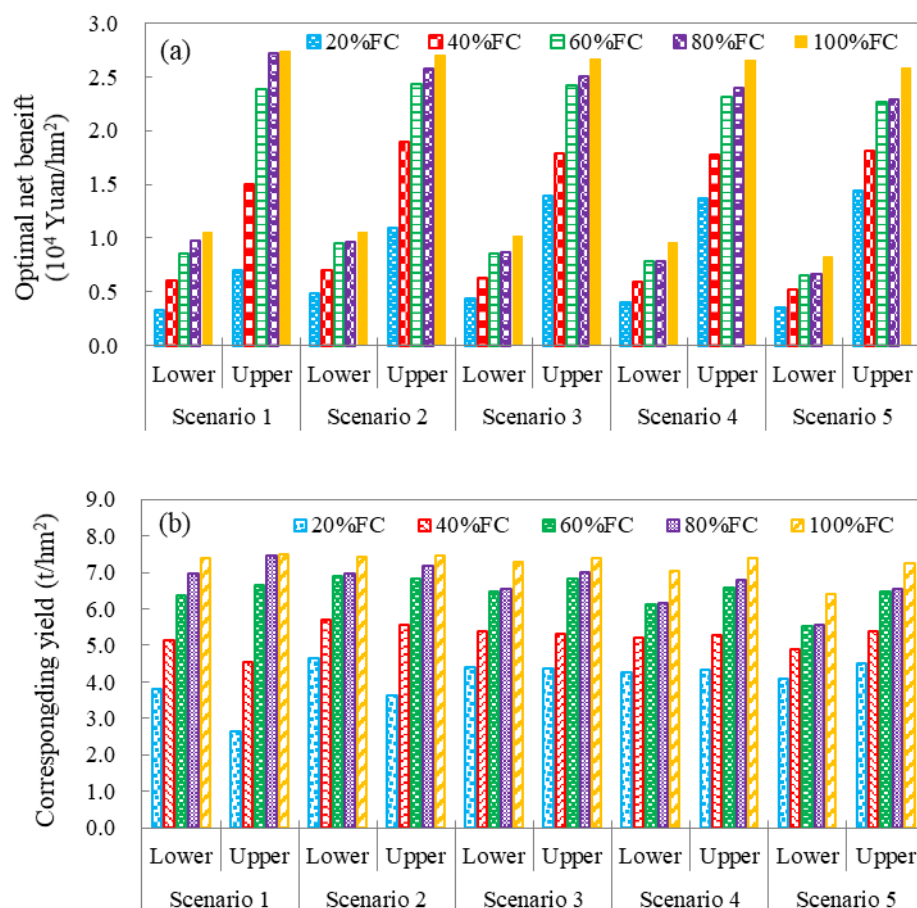 (a) 20%FC 40%FC 60%FC 80%FC 100%FC
Optimal net beneift
(10⁴ Yuan/hm²)
3.0
2.5
2.0
1.5
1.0
0.5
0.0
Lower Upper Lower Upper Lower Upper Lower Upper Lower Upper
Scenario 1 Scenario 2 Scenario 3 Scenario 4 Scenario 5
(b) 20%FC 40%FC 60%FC 80%FC 100%FC
Correspongding yield (t/hm²)
9.0
8.0
7.0
6.0
5.0
4.0
3.0
2.0
1.0
0.0
Lower Upper Lower Upper Lower Upper Lower Upper Lower Upper
Scenario 1 Scenario 2 Scenario 3 Scenario 4 Scenario 5